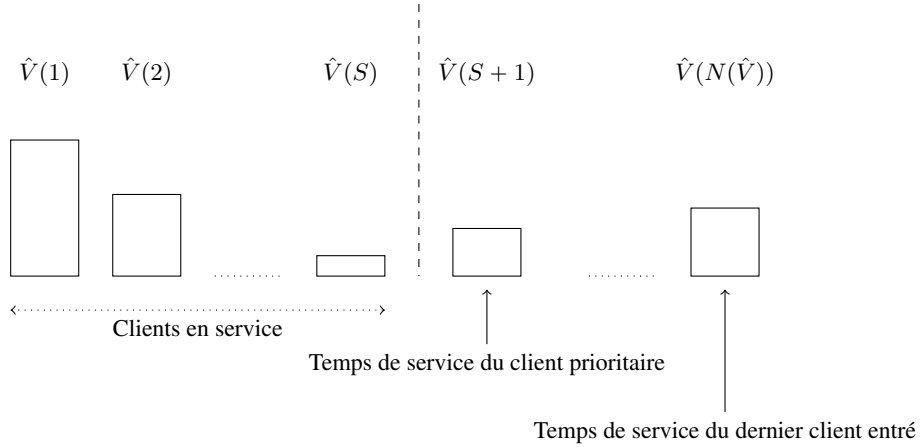 V̂(1) V̂(2) V̂(S) V̂(S + 1) V̂(N(V̂))
Clients en service
Temps de service du client prioritaire
Temps de service du dernier client entré